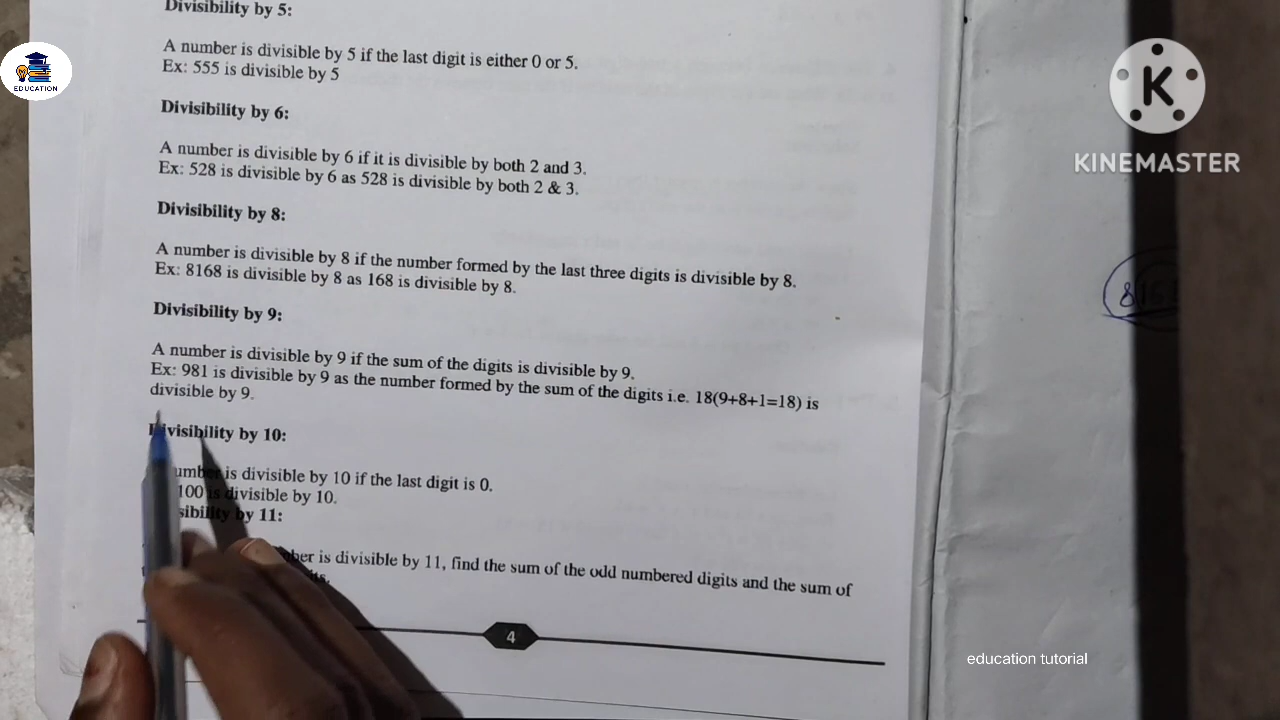 Divisibility by 5:
A number is divisible by 5 if the last digit is either 0 or 5.
Ex: 555 is divisible by 5
EDUCATION
Divisibility by 6:
A number is divisible by 6 if it is divisible by both 2 and 3.
Ex: 528 is divisible by 6 as 528 is divisible by both 2 & 3.
KINEMASTER
Divisibility by 8:
A number is divisible by 8 if the number formed by the last three digits is divisible by 8.
Ex: 8168 is divisible by 8 as 168 is divisible by 8.
Divisibility by 9:
A number is divisible by 9 if the sum of the digits is divisible by 9.
Ex: 981 is divisible by 9 as the number formed by the sum of the digits i.e. 18(9+8+1=18) is
divisible by 9.
Divisibility by 10:
is divisible by 10 if the last digit is 0.
100 is divisible by 10.
by 11:
is divisible by 11, find the sum of the odd numbered digits and the sum of
4
education tutorial